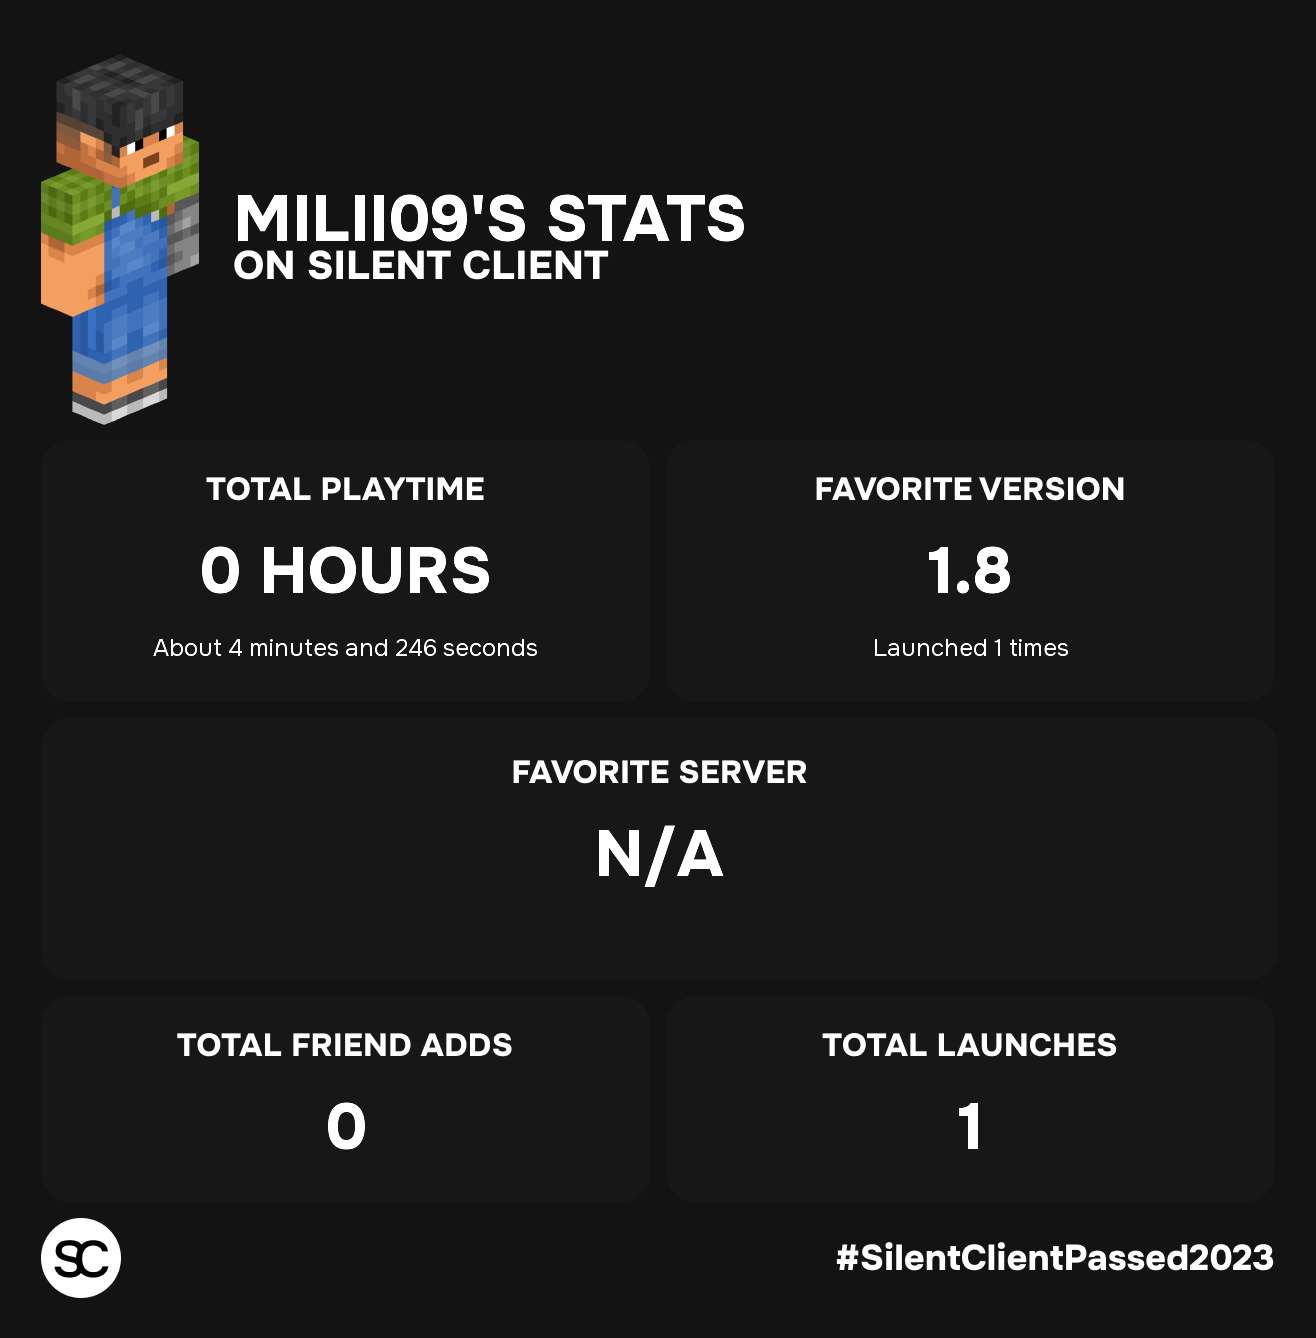 MILII09'S STATS
ON SILENT CLIENT
TOTAL PLAYTIME
0 HOURS
About 4 minutes and 246 seconds
FAVORITE VERSION
1.8
Launched 1 times
FAVORITE SERVER
N/A
TOTAL FRIEND ADDS
0
TOTAL LAUNCHES
1
SC
#SilentClientPassed2023